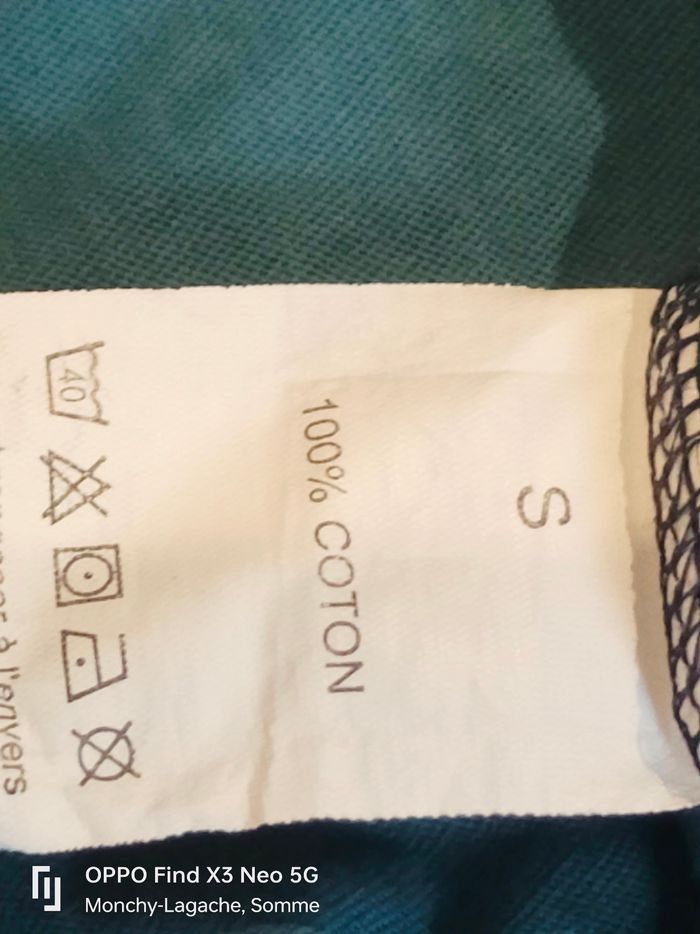 S
100% COTON
40
à l'envers
OPPO Find X3 Neo 5G
Monchy-Lagache, Somme